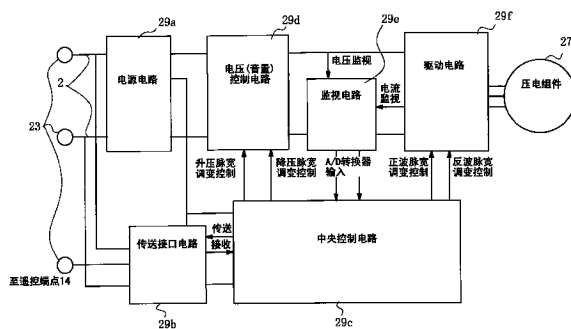 29a
29d
29e
29f
27
2
23
电源电路
电压(音量)
控制电路
电压监视
监视电路
电流
监视
驱动电路
压电组件
升压脉宽
调变控制
降压脉宽
调变控制
A/D转换器
输入
正波脉宽
调变控制
反波脉宽
调变控制
传送接口电路
传送
接收
中央控制电路
至遥控端点14
29b
29c